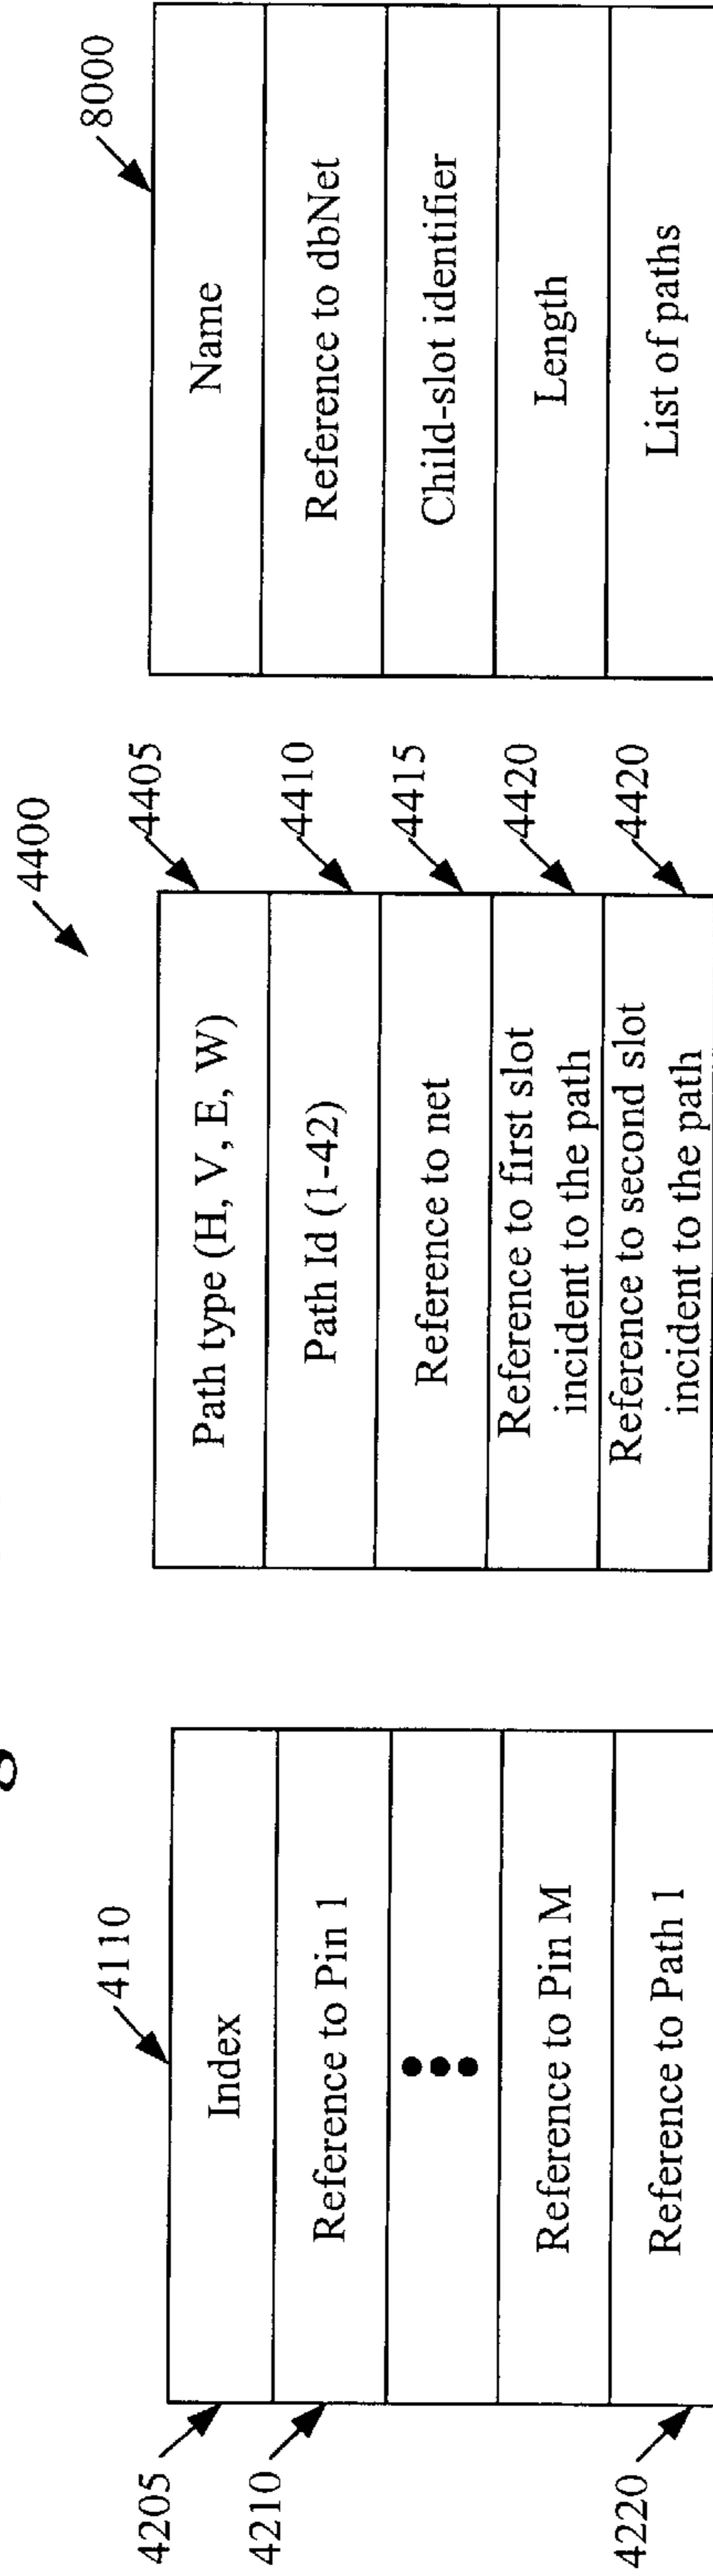 4110
4205
Index
4210
Reference to Pin 1
Reference to Pin M
4220
Reference to Path 1
4400
Path type (H, V, E, W)
4405
Path Id (1-42)
4410
Reference to net
4415
Reference to first slot
incident to the path
4420
Reference to second slot
incident to the path
4420
8000
Name
Reference to dbNet
Child-slot identifier
Length
List of paths